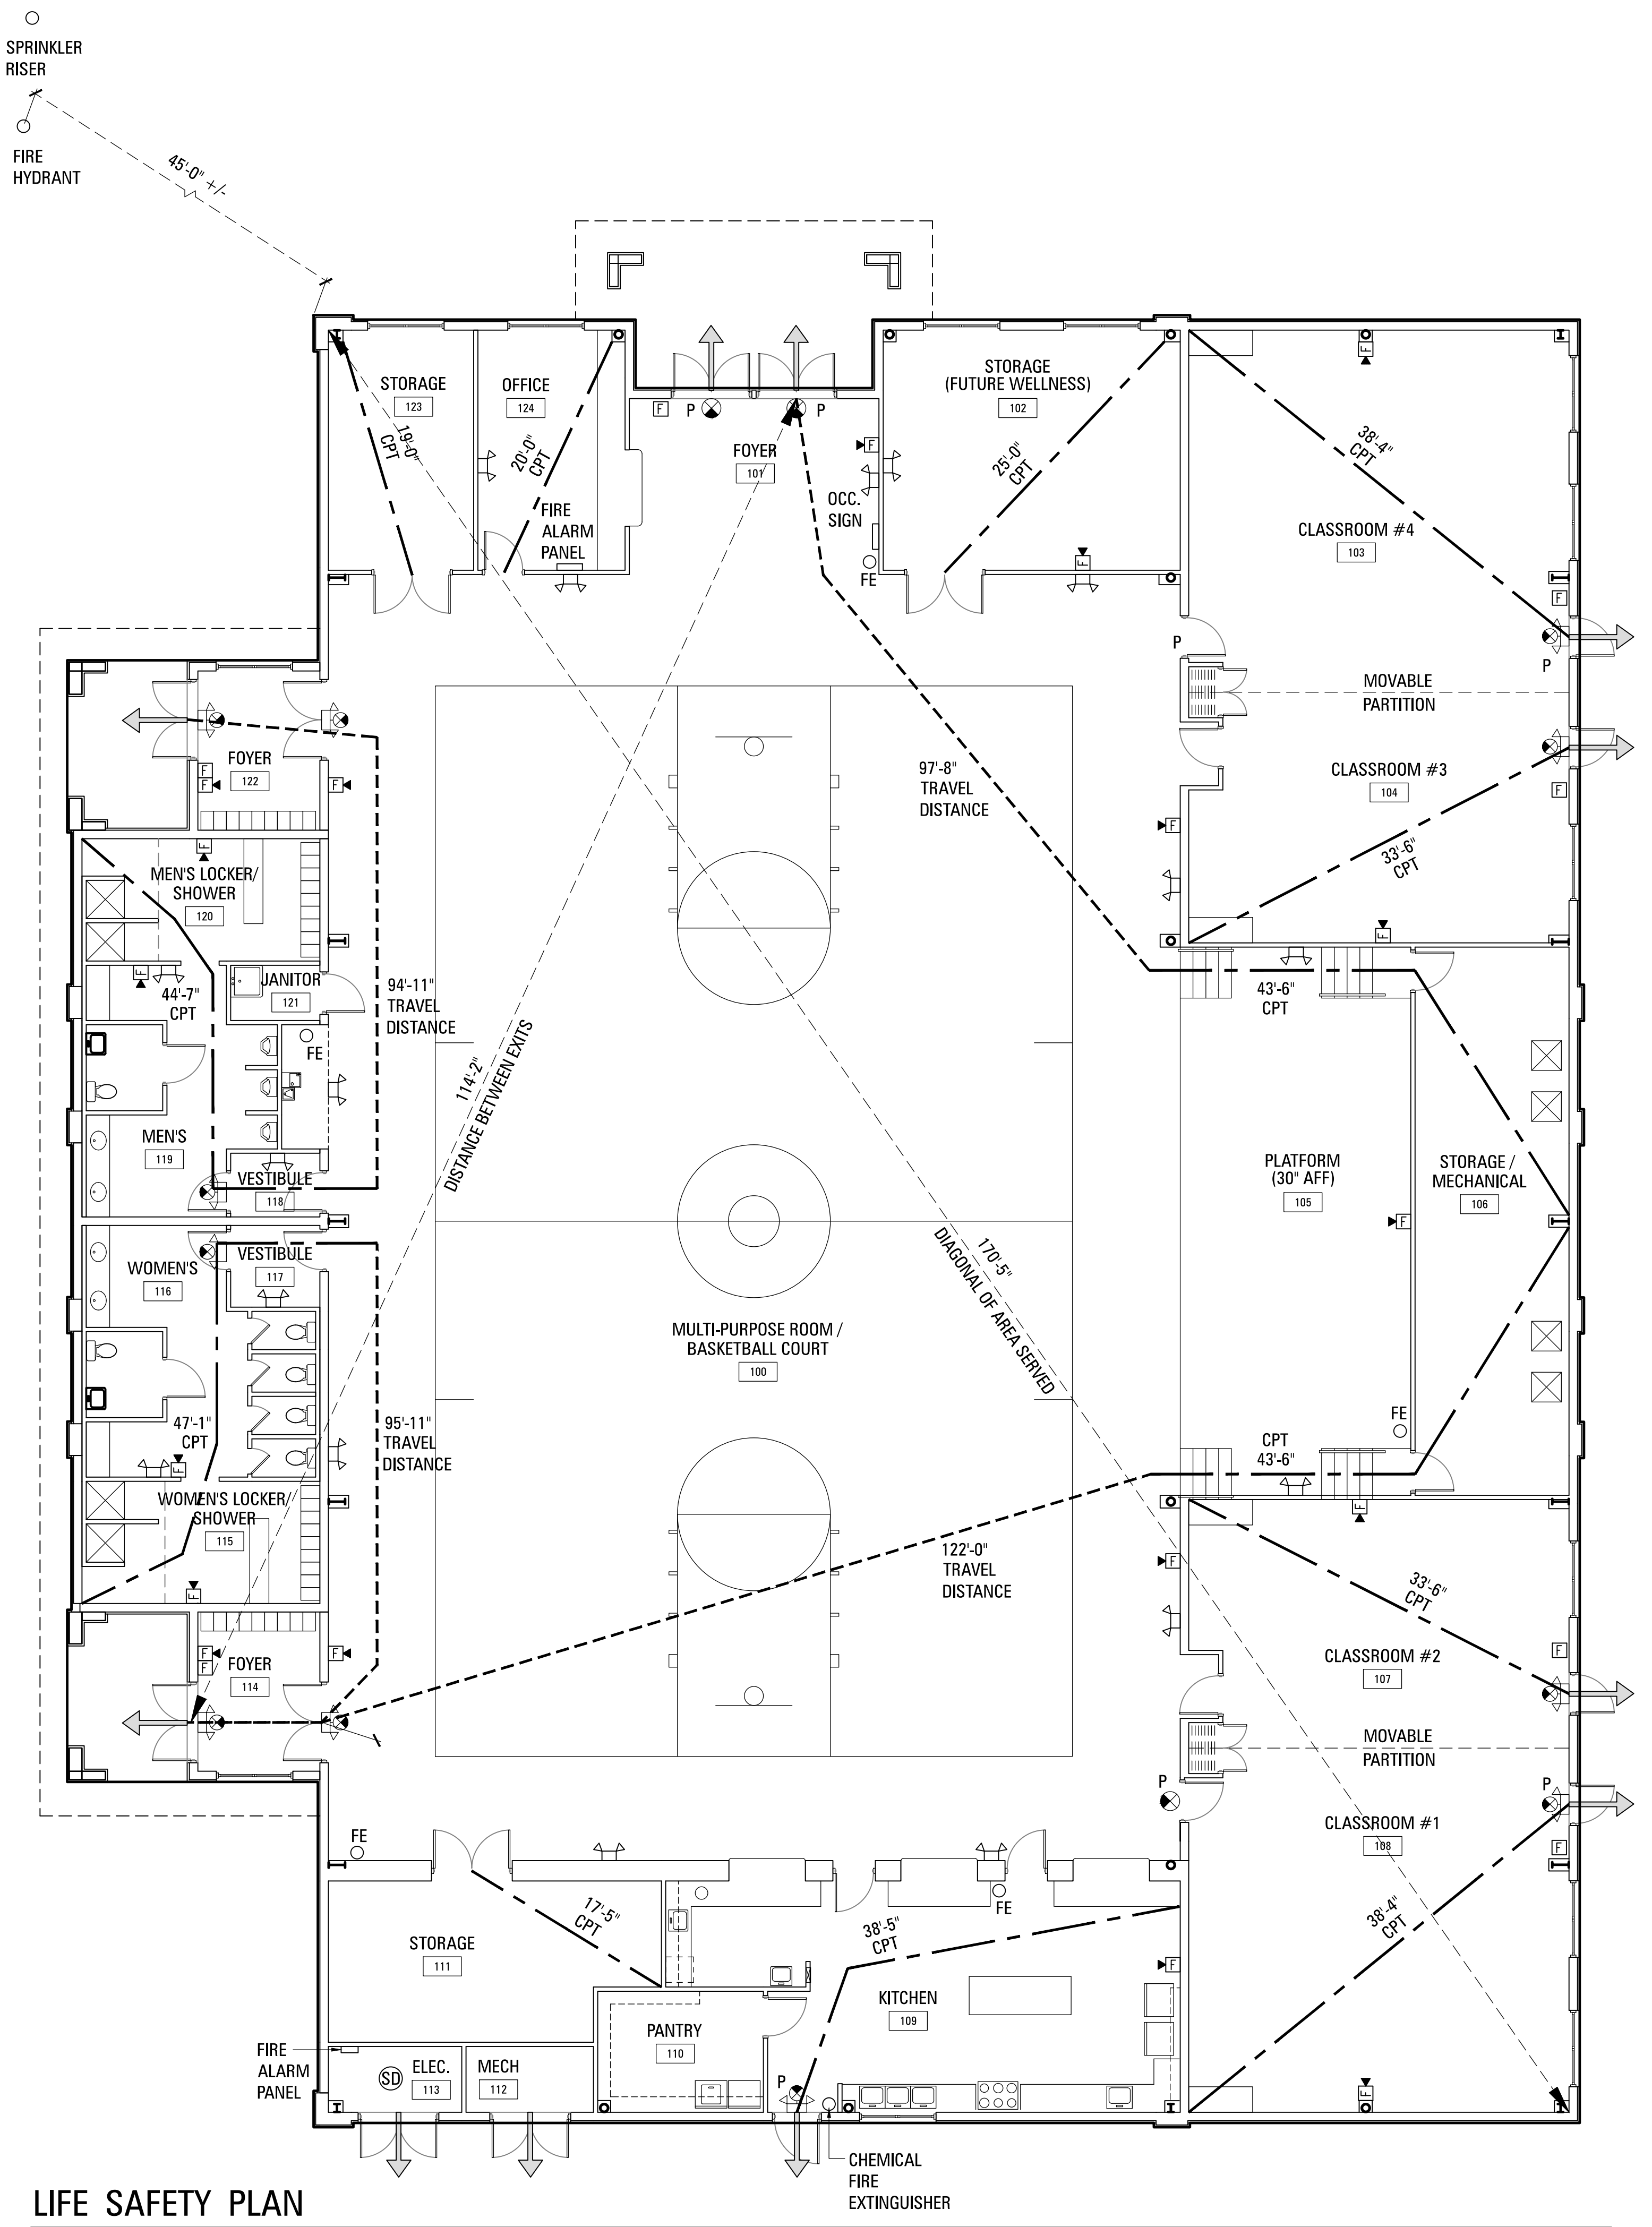 SPRINKLER
RISER
FIRE
HYDRANT
45'-0" +/-
STORAGE
123
19'-0"
CPT
OFFICE
124
20'-0"
CPT
FIRE
ALARM
PANEL
F
P
P
FOYER
101
F
OCC.
SIGN
FE
STORAGE
(FUTURE WELLNESS)
102
25'-0"
CPT
F
F
38'-4"
CPT
CLASSROOM #4
103
F
P
P
MOVABLE
PARTITION
CLASSROOM #3
104
F
33'-6"
CPT
F
F
FOYER
122
F
F
F
97'-8"
TRAVEL
DISTANCE
F
MEN'S LOCKER/
SHOWER
120
F
44'-7"
CPT
JANITOR
121
FE
94'-11"
TRAVEL
DISTANCE
114'-2"
DISTANCE BETWEEN EXITS
43'-6"
CPT
MEN'S
119
VESTIBULE
118
PLATFORM
(30" AFF)
105
F
STORAGE /
MECHANICAL
106
WOMEN'S
116
VESTIBULE
117
170'-5"
DIAGONAL OF AREA SERVED
MULTI-PURPOSE ROOM /
BASKETBALL COURT
100
47'-1"
CPT
F
95'-11"
TRAVEL
DISTANCE
FE
CPT
43'-6"
WOMEN'S LOCKER/
SHOWER
115
F
122'-0"
TRAVEL
DISTANCE
F
F
33'-6"
CPT
FOYER
114
F
F
F
CLASSROOM #2
107
F
MOVABLE
PARTITION
P
P
CLASSROOM #1
108
F
FE
STORAGE
111
17'-5"
CPT
38'-5"
CPT
FE
F
38'-4"
CPT
KITCHEN
109
PANTRY
110
FIRE
ALARM
PANEL
SD
ELEC.
113
MECH
112
P
F
CHEMICAL
FIRE
EXTINGUISHER
LIFE SAFETY PLAN